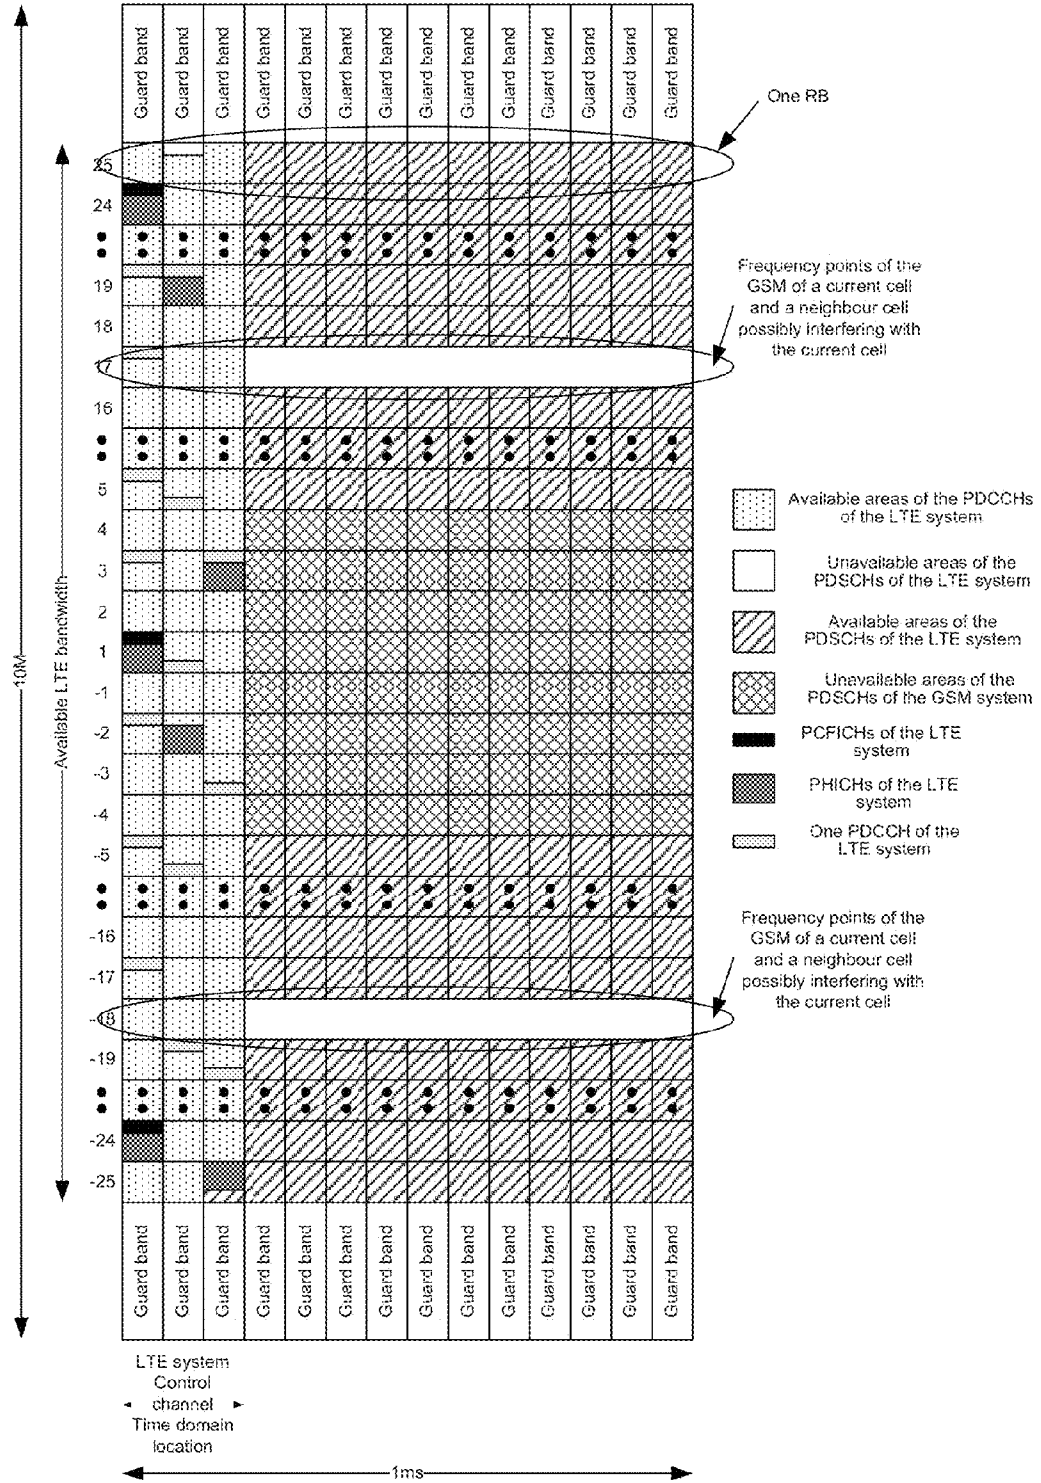 Guard band Guard band Guard band Guard band Guard band Guard band Guard band Guard band Guard band Guard band Guard band Guard band Guard band Guard band
One RB
25
24
19
Frequency points of the
GSM of a current cell
and a neighbour cell
possibly interfering with
the current cell
18
17
16
5
4
3
2
1
-1
-2
-3
-4
-5
-16
-17
-18
-19
-24
-25
10M
Available LTE bandwidth
Available areas of the PDCCHs
of the LTE system
Unavailable areas of the
PDSCHs of the LTE system
Available areas of the
PDSCHs of the LTE system
Unavailable areas of the
PDSCHs of the GSM system
PCFICHs of the LTE
system
PHICHs of the LTE
system
One PDCCH of the
LTE system
Frequency points of the
GSM of a current cell
and a neighbour cell
possibly interfering with
the current cell
Guard band Guard band Guard band Guard band Guard band Guard band Guard band Guard band Guard band Guard band Guard band Guard band Guard band Guard band
LTE system
Control
channel
Time domain
location
1ms